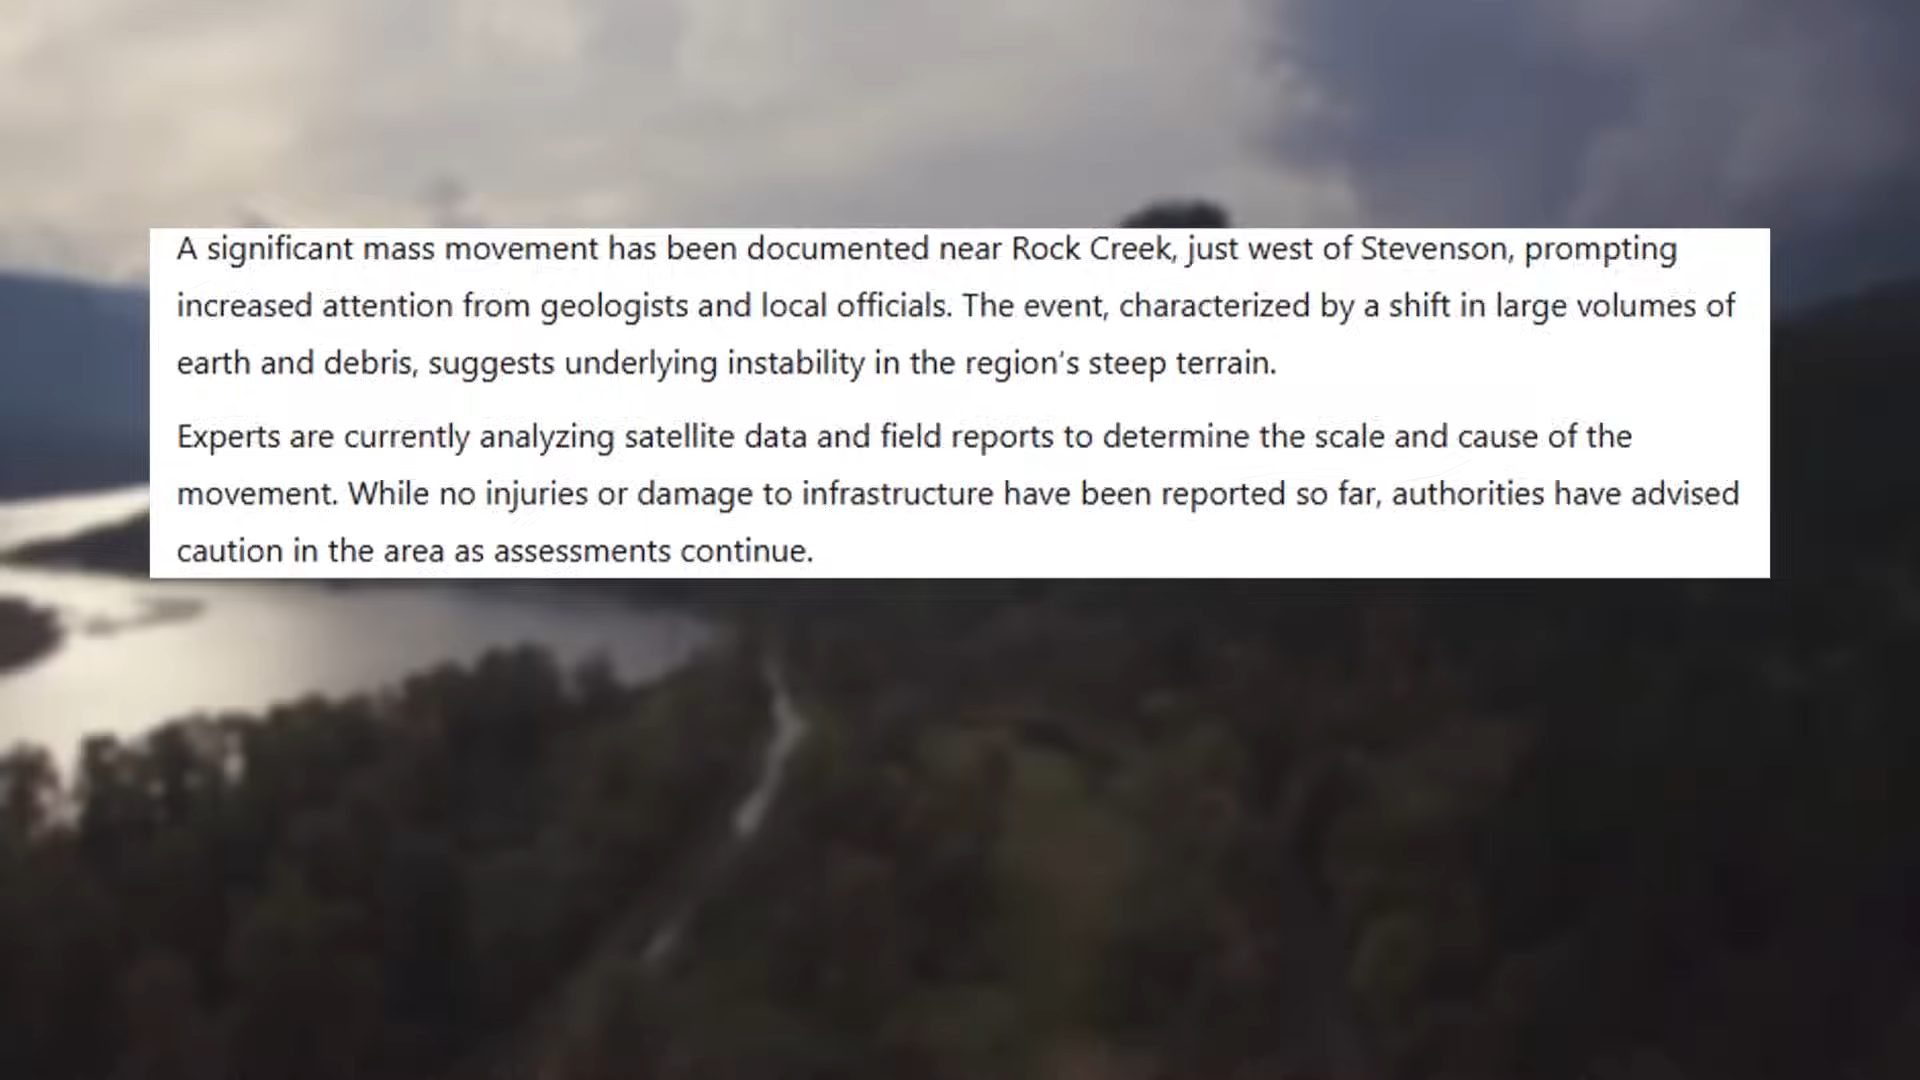 A significant mass movement has been documented near Rock Creek, just west of Stevenson, prompting
increased attention from geologists and local officials. The event, characterized by a shift in large volumes of
earth and debris, suggests underlying instability in the region's steep terrain.
Experts are currently analyzing satellite data and field reports to determine the scale and cause of the
movement. While no injuries or damage to infrastructure have been reported so far, authorities have advised
caution in the area as assessments continue.